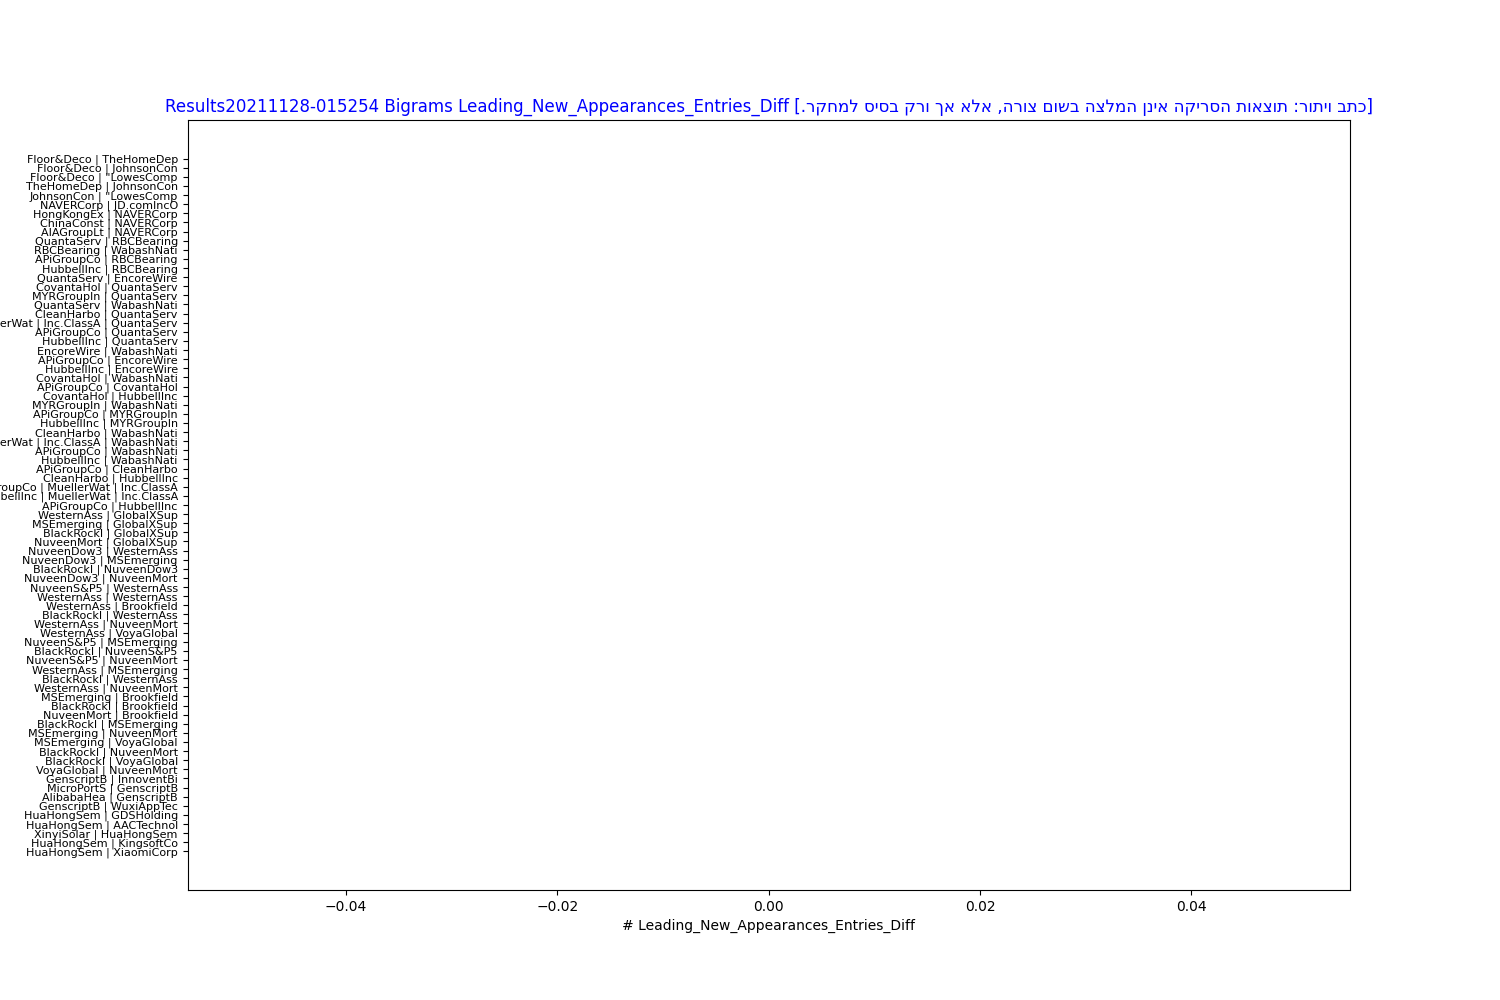 Results20211128-015254 Bigrams Leading_New_Appearances_Entries_Diff [כתב ויתור: תוצאות הסריקה אינן המלצה בשום צורה, אלא אך ורק בסיס למחקר.]
Floor&Deco | TheHomeDep
Floor&Deco | JohnsonCon
Floor&Deco | "LowesComp
TheHomeDep | JohnsonCon
JohnsonCon | "LowesComp
NAVERCorp | JD.comIncO
HongKongEx | NAVERCorp
ChinaConst | NAVERCorp
AIAGroupLt | NAVERCorp
QuantaServ | RBCBearing
RBCBearing | WabashNati
APiGroupCo | RBCBearing
HubbellInc | RBCBearing
QuantaServ | EncoreWire
CovantaHol | QuantaServ
MYRGroupIn | QuantaServ
QuantaServ | WabashNati
CleanHarbo | QuantaServ
erWat | Inc.ClassA | QuantaServ
APiGroupCo | QuantaServ
HubbellInc | QuantaServ
EncoreWire | WabashNati
APiGroupCo | EncoreWire
HubbellInc | EncoreWire
CovantaHol | WabashNati
APiGroupCo | CovantaHol
CovantaHol | HubbellInc
MYRGroupIn | WabashNati
APiGroupCo | MYRGroupIn
HubbellInc | MYRGroupIn
CleanHarbo | WabashNati
erWat | Inc.ClassA | WabashNati
APiGroupCo | WabashNati
HubbellInc | WabashNati
APiGroupCo | CleanHarbo
CleanHarbo | HubbellInc
roupCo | MuellerWat | Inc.ClassA
bellInc | MuellerWat | Inc.ClassA
APiGroupCo | HubbellInc
WesternAss | GlobalXSup
MSEmerging | GlobalXSup
BlackRockI | GlobalXSup
NuveenMort | GlobalXSup
NuveenDow3 | WesternAss
NuveenDow3 | MSEmerging
BlackRockI | NuveenDow3
NuveenDow3 | NuveenMort
NuveenS&P5 | WesternAss
WesternAss | WesternAss
WesternAss | Brookfield
BlackRockI | WesternAss
WesternAss | NuveenMort
WesternAss | VoyaGlobal
NuveenS&P5 | MSEmerging
BlackRockI | NuveenS&P5
NuveenS&P5 | NuveenMort
WesternAss | MSEmerging
BlackRockI | WesternAss
WesternAss | NuveenMort
MSEmerging | Brookfield
BlackRockI | Brookfield
NuveenMort | Brookfield
BlackRockI | MSEmerging
MSEmerging | NuveenMort
MSEmerging | VoyaGlobal
BlackRockI | NuveenMort
BlackRockI | VoyaGlobal
VoyaGlobal | NuveenMort
GenscriptB | InnoventBi
MicroPortS | GenscriptB
AlibabaHea | GenscriptB
GenscriptB | WuxiAppTec
HuaHongSem | GDSHolding
HuaHongSem | AACTechnol
XinyiSolar | HuaHongSem
HuaHongSem | KingsoftCo
HuaHongSem | XiaomiCorp
−0.04 −0.02 0.00 0.02 0.04
# Leading_New_Appearances_Entries_Diff